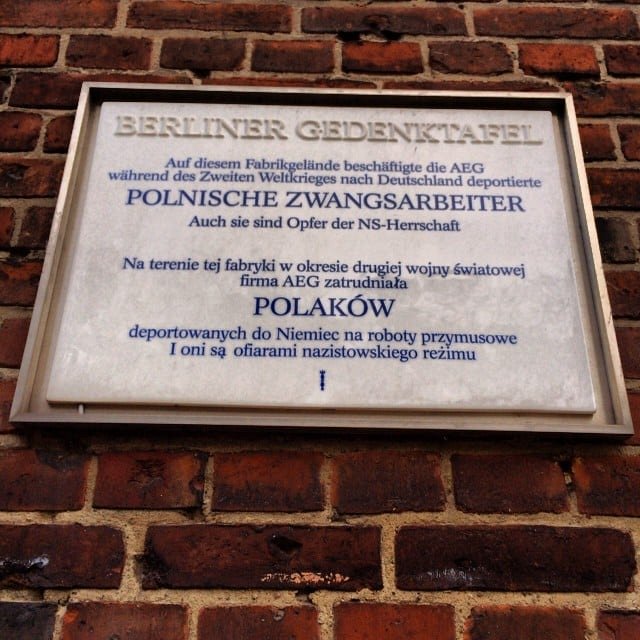 BERLINER GEDENKTAFEL
Auf diesem Fabrikgelände beschäftigte die AEG
während des Zweiten Weltkrieges nach Deutschland deportierte
POLNISCHE ZWANGSARBEITER
Auch sie sind Opfer der NS-Herrschaft
Na terenie tej fabryki w okresie drugiej wojny światowej
firma AEG zatrudniała
POLAKÓW
deportowanych do Niemiec na roboty przymusowe
I oni są ofiarami nazistowskiego reżimu